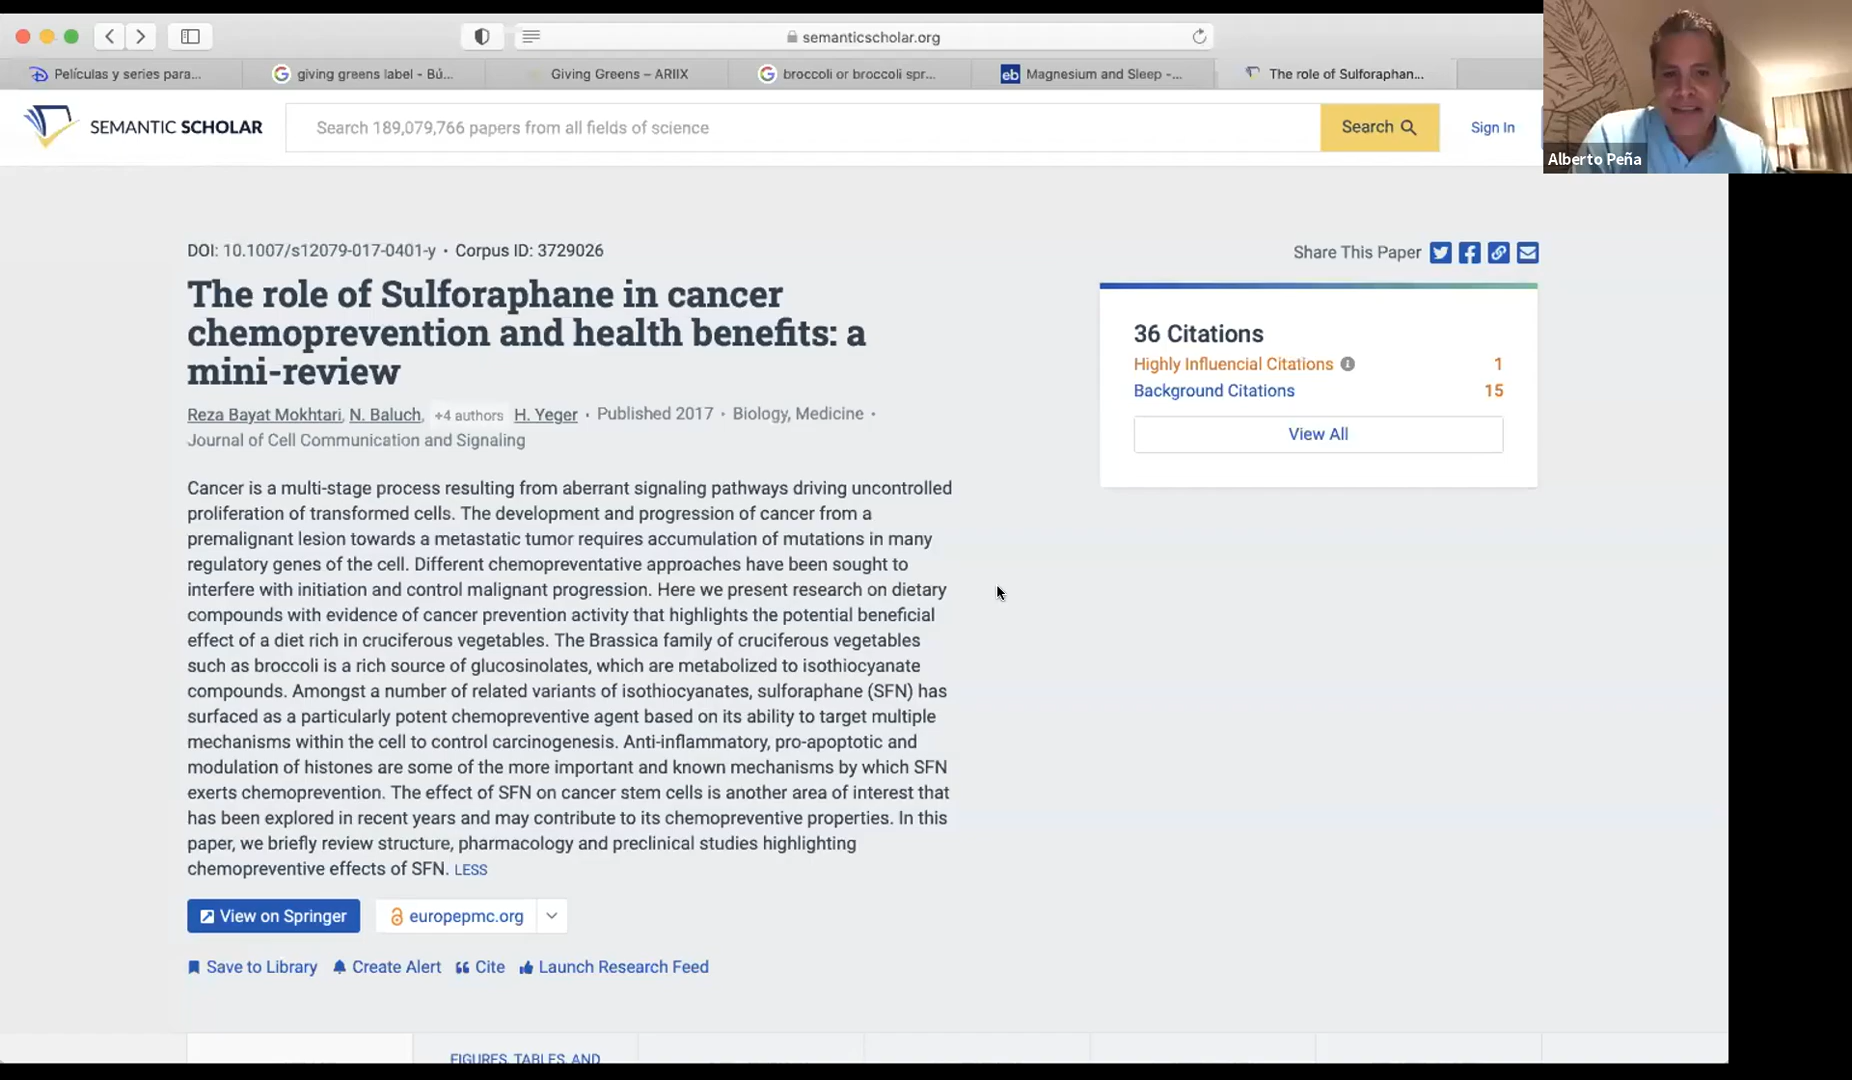 semanticscholar.org
Películas y series para...
giving greens label - Bú...
Giving Greens – ARIIX
broccoli or broccoli spr...
eb Magnesium and Sleep -...
The role of Sulforaphan...
SEMANTIC SCHOLAR
Search 189,079,766 papers from all fields of science
Search
Sign In
Alberto Peña
DOI: 10.1007/s12079-017-0401-y · Corpus ID: 3729026
Share This Paper
The role of Sulforaphane in cancer
chemoprevention and health benefits: a
mini-review
Reza Bayat Mokhtari, N. Baluch, +4 authors H. Yeger · Published 2017 · Biology, Medicine ·
Journal of Cell Communication and Signaling
36 Citations
Highly Influential Citations 1
Background Citations 15
View All
Cancer is a multi-stage process resulting from aberrant signaling pathways driving uncontrolled
proliferation of transformed cells. The development and progression of cancer from a
premalignant lesion towards a metastatic tumor requires accumulation of mutations in many
regulatory genes of the cell. Different chemopreventative approaches have been sought to
interfere with initiation and control malignant progression. Here we present research on dietary
compounds with evidence of cancer prevention activity that highlights the potential beneficial
effect of a diet rich in cruciferous vegetables. The Brassica family of cruciferous vegetables
such as broccoli is a rich source of glucosinolates, which are metabolized to isothiocyanate
compounds. Amongst a number of related variants of isothiocyanates, sulforaphane (SFN) has
surfaced as a particularly potent chemopreventive agent based on its ability to target multiple
mechanisms within the cell to control carcinogenesis. Anti-inflammatory, pro-apoptotic and
modulation of histones are some of the more important and known mechanisms by which SFN
exerts chemoprevention. The effect of SFN on cancer stem cells is another area of interest that
has been explored in recent years and may contribute to its chemopreventive properties. In this
paper, we briefly review structure, pharmacology and preclinical studies highlighting
chemopreventive effects of SFN. LESS
View on Springer
europepmc.org
Save to Library
Create Alert
Cite
Launch Research Feed
FIGURES, TABLES, AND